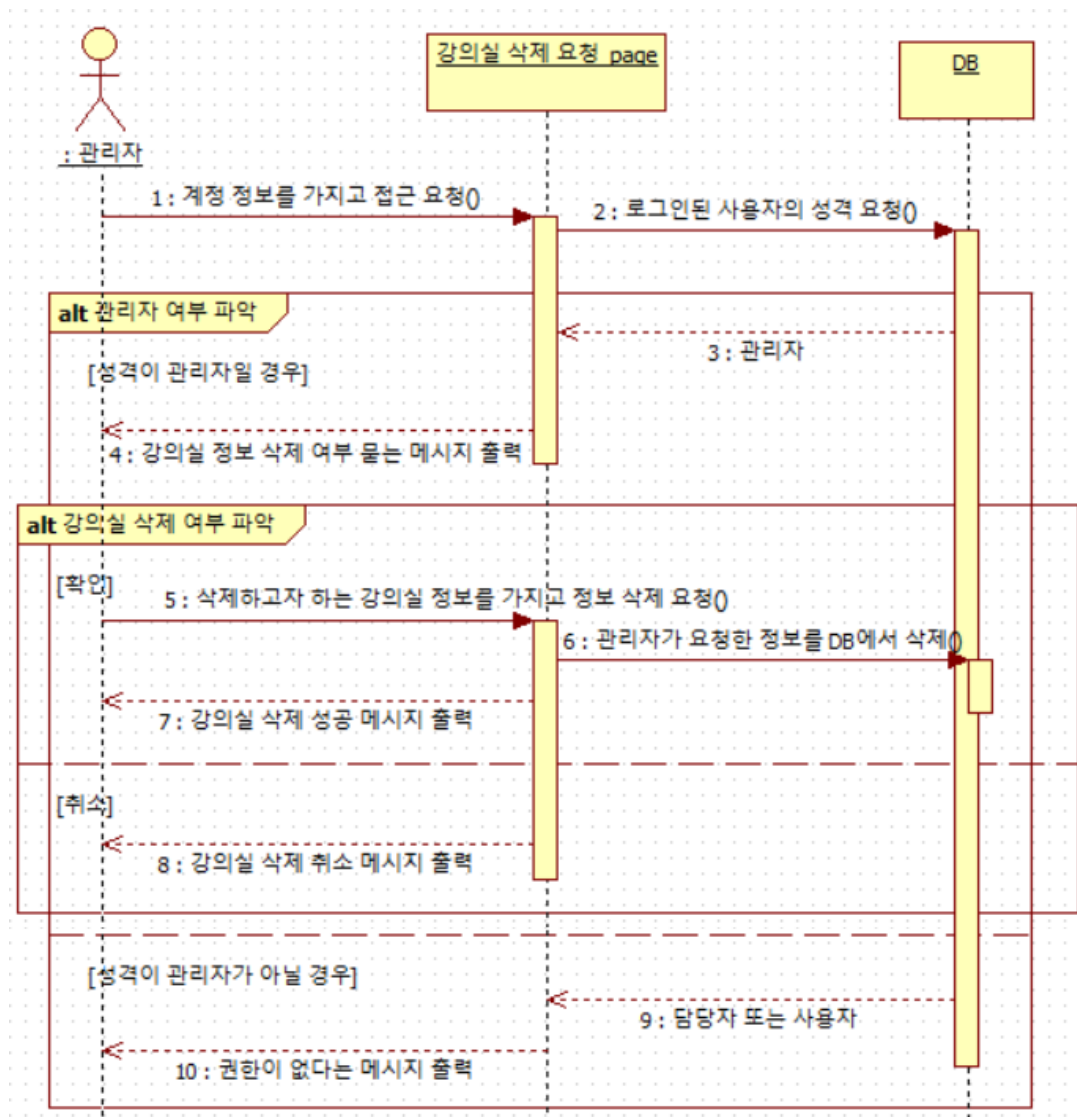 강의실 삭제 요청 page
DB
: 관리자
1 : 계정 정보를 가지고 접근 요청()
2 : 로그인된 사용자의 성격 요청()
alt 관리자 여부 파악
3 : 관리자
[성격이 관리자일 경우]
4 : 강의실 정보 삭제 여부 묻는 메시지 출력
alt 강의실 삭제 여부 파악
[확인]
5 : 삭제하고자 하는 강의실 정보를 가지고 정보 삭제 요청()
6 : 관리자가 요청한 정보를 DB에서 삭제()
7 : 강의실 삭제 성공 메시지 출력
[취소]
8 : 강의실 삭제 취소 메시지 출력
[성격이 관리자가 아닐 경우]
9 : 담당자 또는 사용자
10 : 권한이 없다는 메시지 출력